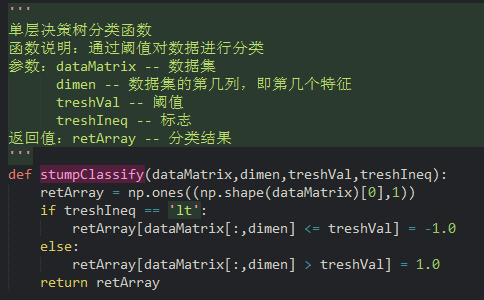 '''
单层决策树分类函数
函数说明：通过阈值对数据进行分类
参数：dataMatrix -- 数据集
      dimen -- 数据集的第几列，即第几个特征
      treshVal -- 阈值
      treshIneq -- 标志
返回值：retArray -- 分类结果
'''
def stumpClassify(dataMatrix,dimen,treshVal,treshIneq):
    retArray = np.ones((np.shape(dataMatrix)[0],1))
    if treshIneq == 'lt':
        retArray[dataMatrix[:,dimen] <= treshVal] = -1.0
    else:
        retArray[dataMatrix[:,dimen] > treshVal] = 1.0
    return retArray